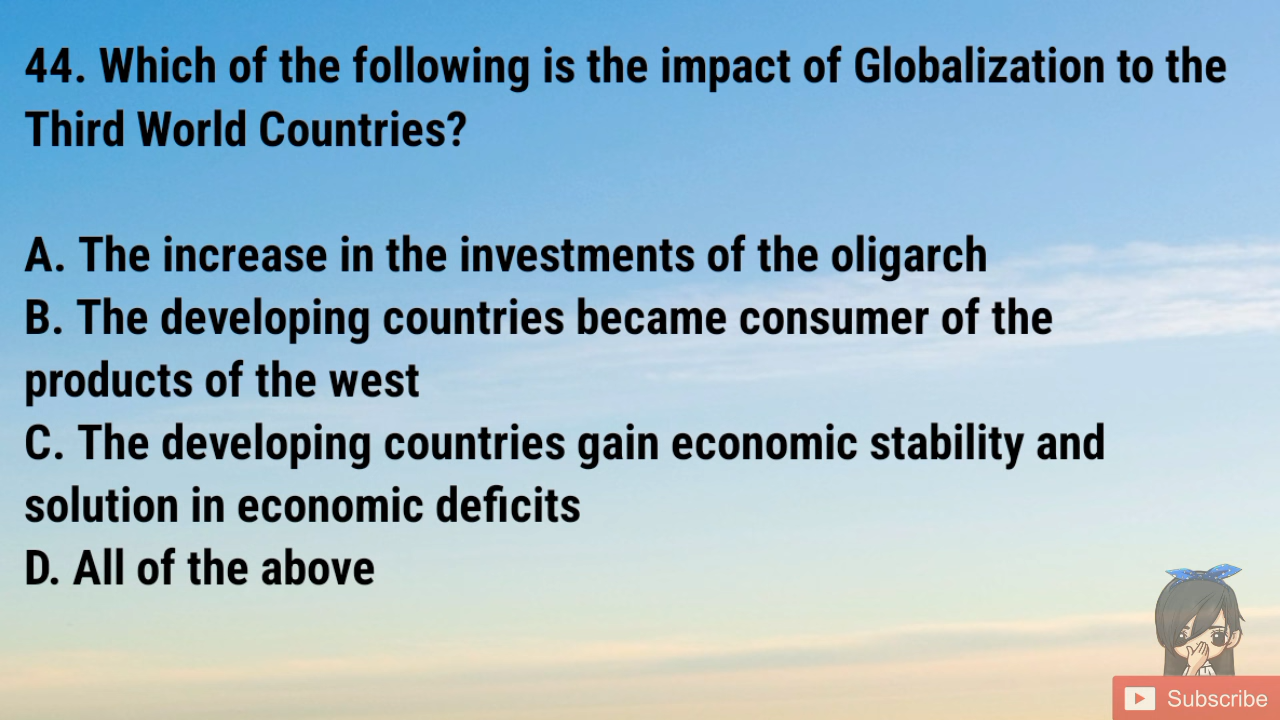 44. Which of the following is the impact of Globalization to the
Third World Countries?
A. The increase in the investments of the oligarch
B. The developing countries became consumer of the
products of the west
C. The developing countries gain economic stability and
solution in economic deficits
D. All of the above
Subscribe